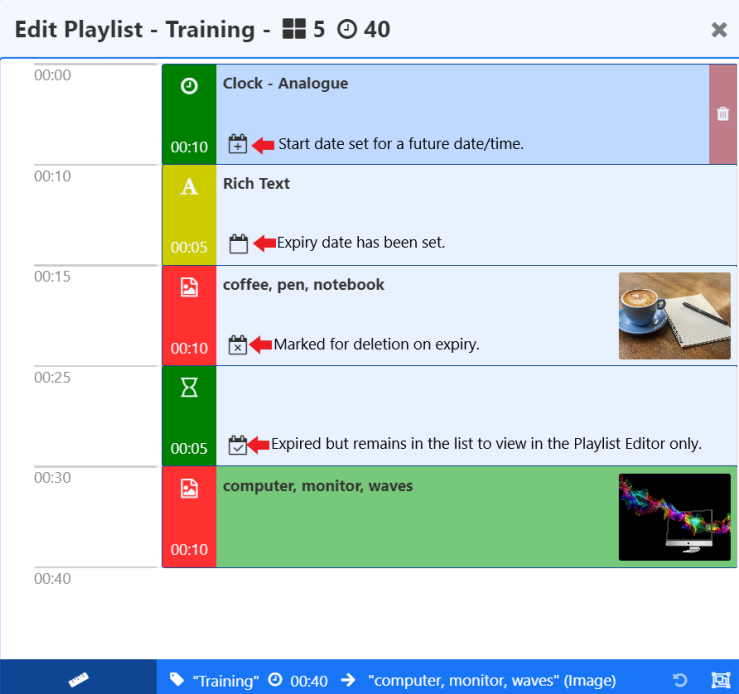 Edit Playlist - Training - 5 40
00:00
Clock - Analogue
00:10
Start date set for a future date/time.
00:10
A
Rich Text
00:05
Expiry date has been set.
00:15
coffee, pen, notebook
00:10
Marked for deletion on expiry.
00:25
00:05
Expired but remains in the list to view in the Playlist Editor only.
00:30
computer, monitor, waves
00:10
00:40
"Training" 00:40 "computer, monitor, waves" (Image)